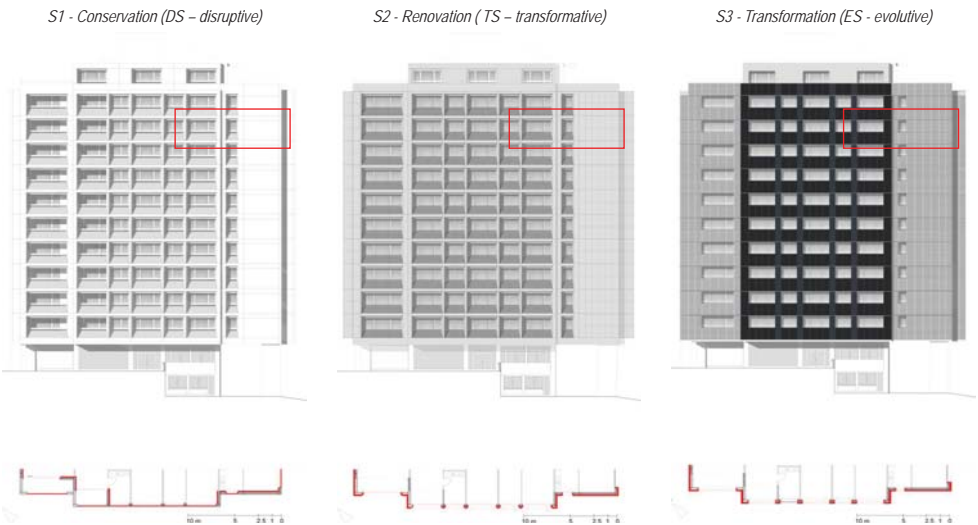 S1 - Conservation (DS – disruptive)
S2 - Renovation ( TS – transformative)
S3 - Transformation (ES - evolutive)
10 m 5. 2.5 1 0
10 m 5. 2.5 1 0
10 m 5. 2.5 1 0